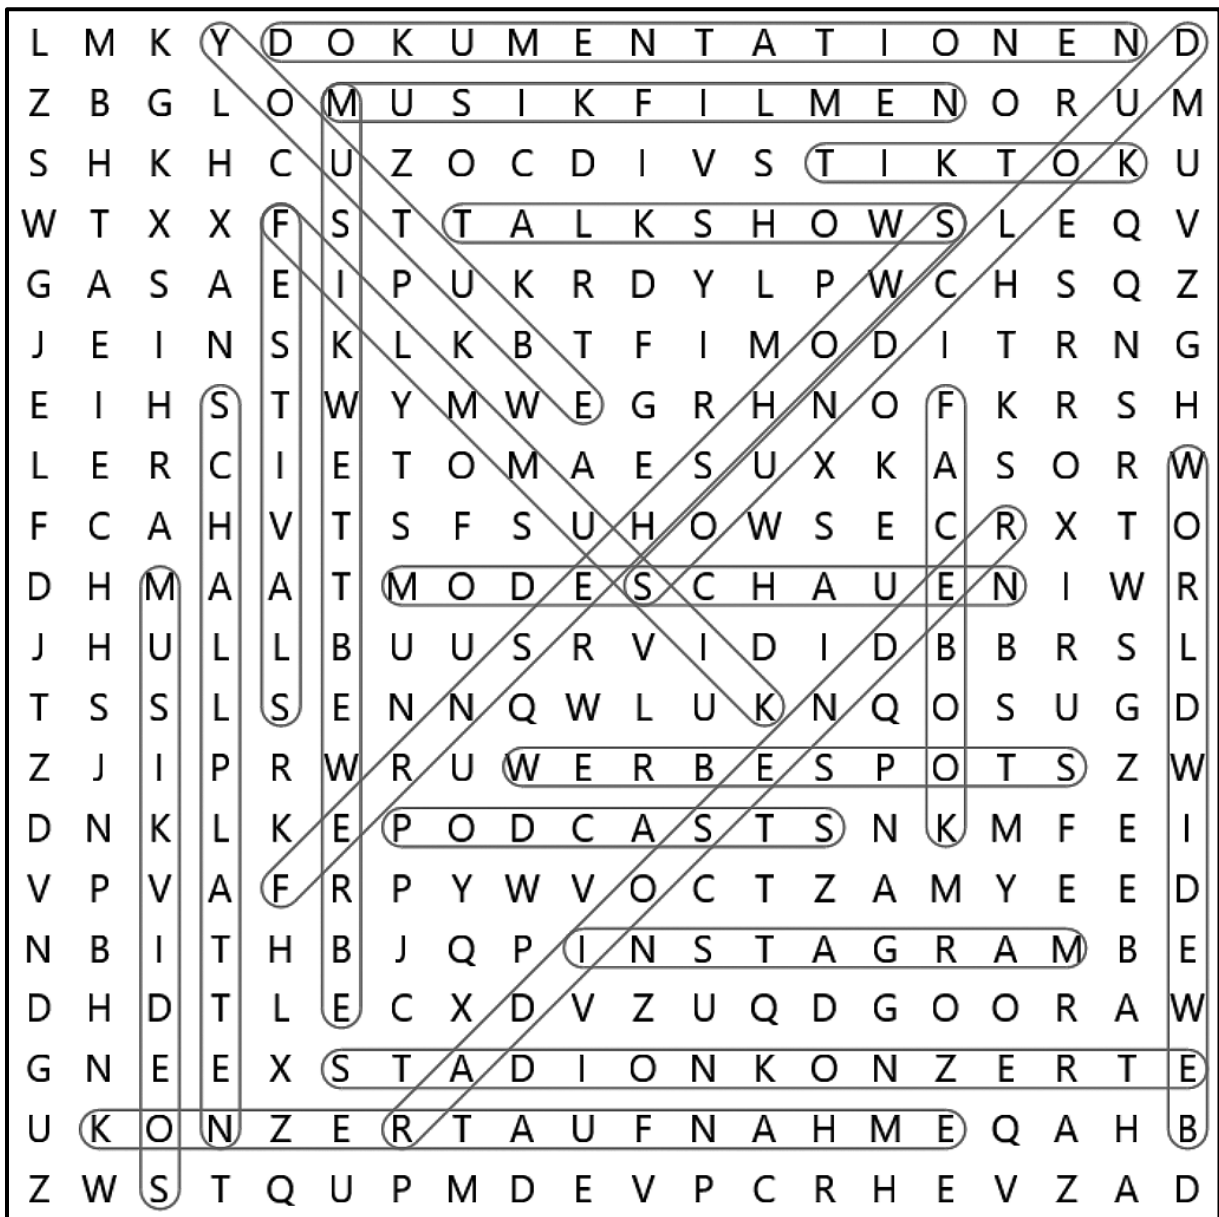 L M K Y D O K U M E N T A T I O N E N D
Z B G L O M U S I K F I L M E N O R U M
S H K H C U Z O C D I V S T I K T O K U
W T X X F S T T A L K S H O W S L E Q V
G A S A E I P U K R D Y L P W C H S Q Z
J E I N S K L K B T F I M O D I T R N G
E I H S T W Y M W E G R H N O F K R S H
L E R C I E T O M A E S U X K A S O R W
F C A H V T S F S U H O W S E C R X T O
D H M A A T M O D E S C H A U E N I W R
J H U L L B U U S R V I D I D B B R S L
T S S L S E N N Q W L U K N Q O S U G D
Z J I P R W R U W E R B E S P O T S Z W
D N K L K E P O D C A S T S N K M F E I
V P V A F R P Y W V O C T Z A M Y E E D
N B I T H B J Q P I N S T A G R A M B E
D H D T L E C X D V Z U Q D G O O R A W
G N E E X S T A D I O N K O N Z E R T E
U K O N Z E R T A U F N A H M E Q A H B
Z W S T Q U P M D E V P C R H E V Z A D